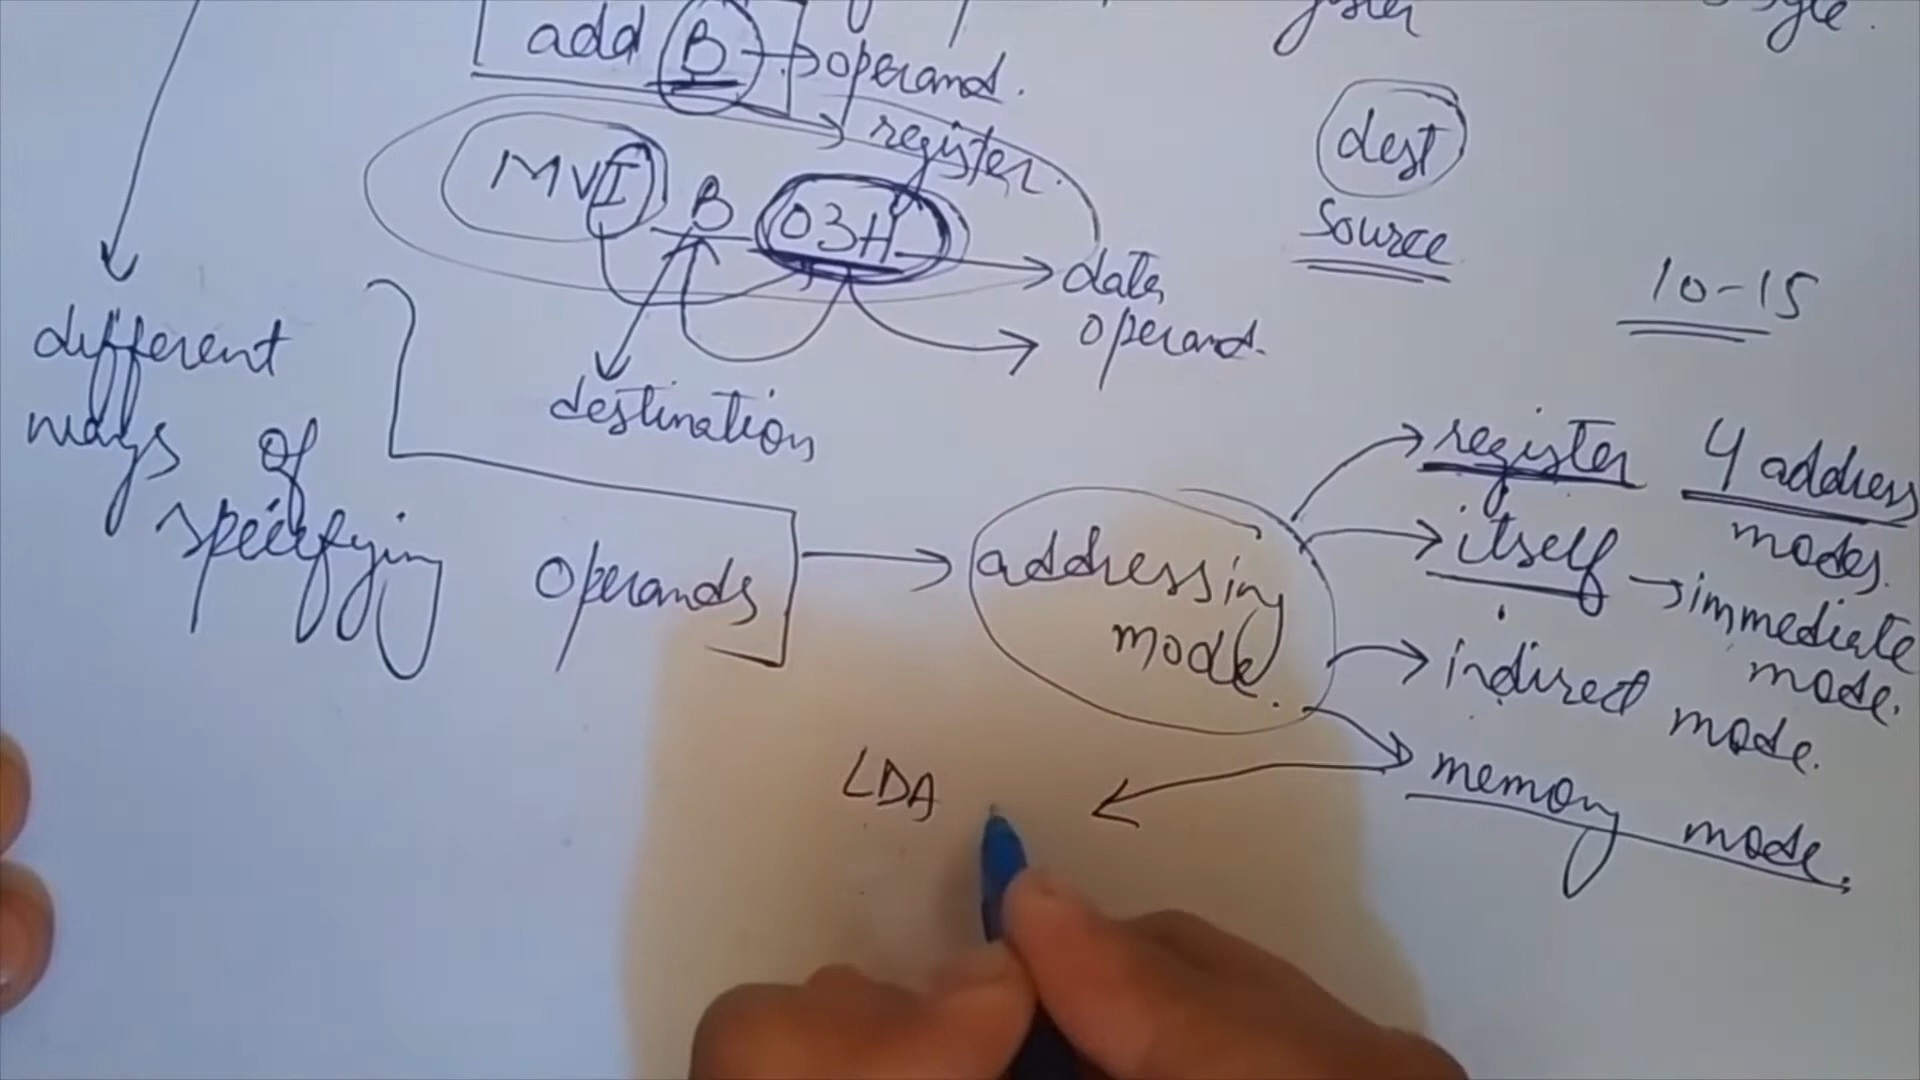 add B operand.
register.
MVI B 03H
data
operand.
destination
dest
source
10-15
different
ways of
specifying operands
addressing
mode.
register
4 address
modes.
itself
immediate
mode.
indirect mode.
memory mode.
LDA